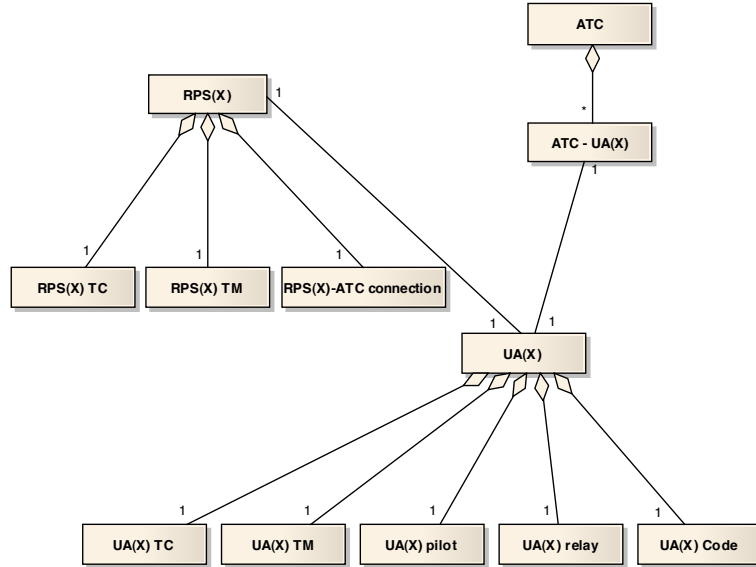 ATC
RPS(X)
1
*
ATC - UA(X)
1
1
1
1
RPS(X) TC
RPS(X) TM
RPS(X)-ATC connection
1
1
UA(X)
1
1
1
1
1
UA(X) TC
UA(X) TM
UA(X) pilot
UA(X) relay
UA(X) Code